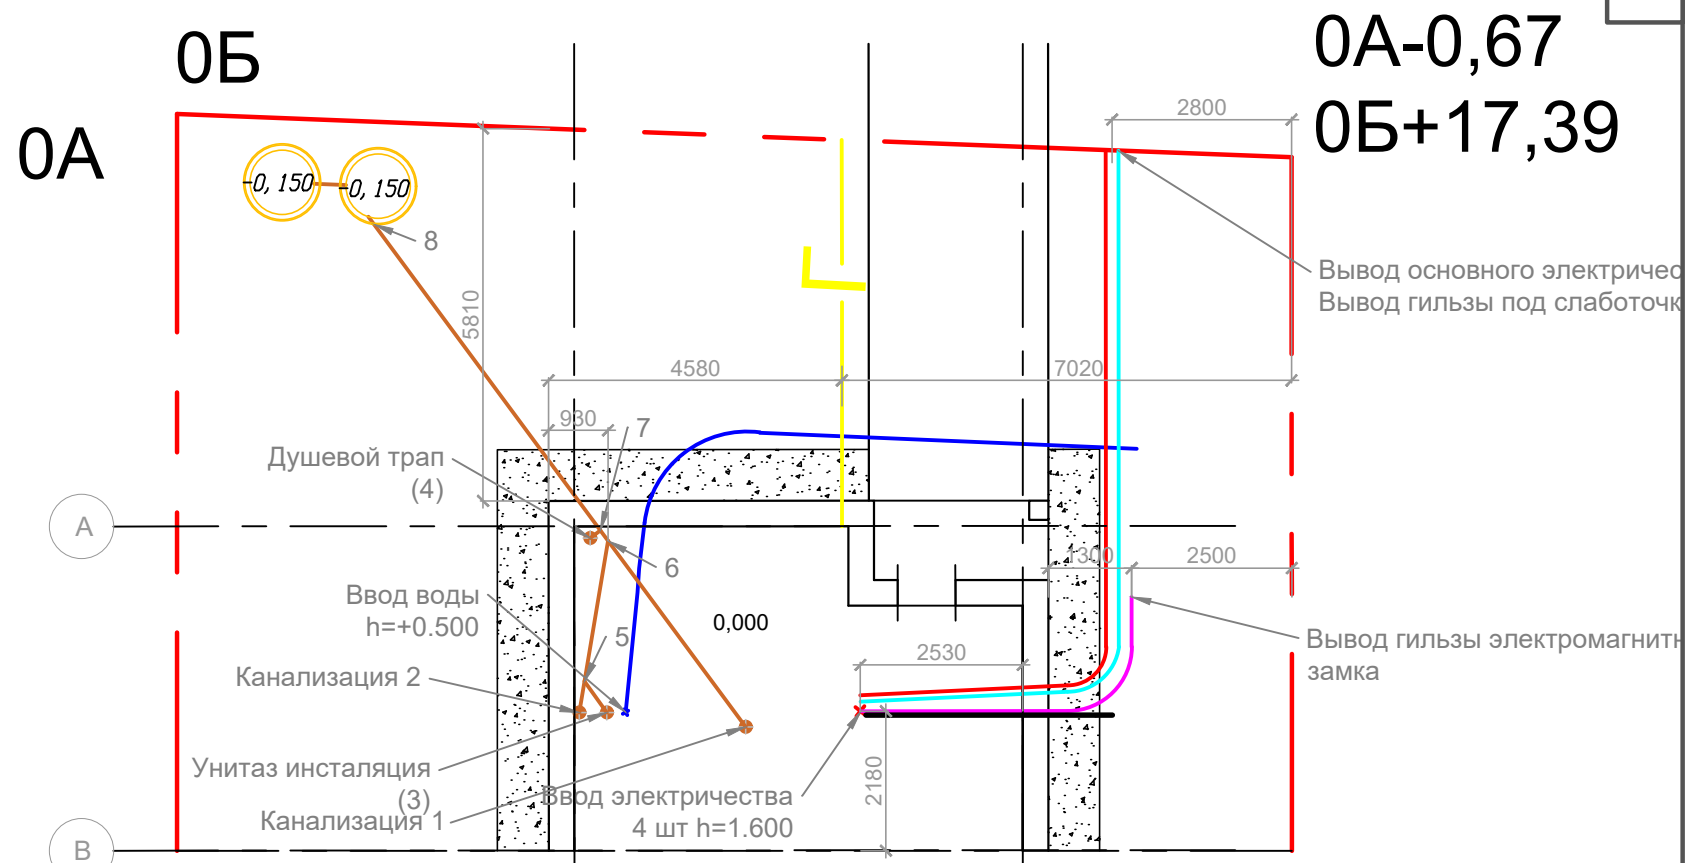 0Б
0А-0,67
0Б+17,39
0А
2800
-0,150
-0,150
8
Вывод основного электричес
Вывод гильзы под слаботочк
5810
4580
7020
930
7
Душевой трап
(4)
А
6
1300
2500
Ввод воды
h=+0.500
0,000
5
2530
Вывод гильзы электромагнитн
замка
Канализация 2
Унитаз инсталяция
(3)
Канализация 1
Ввод электричества
4 шт h=1.600
2180
В